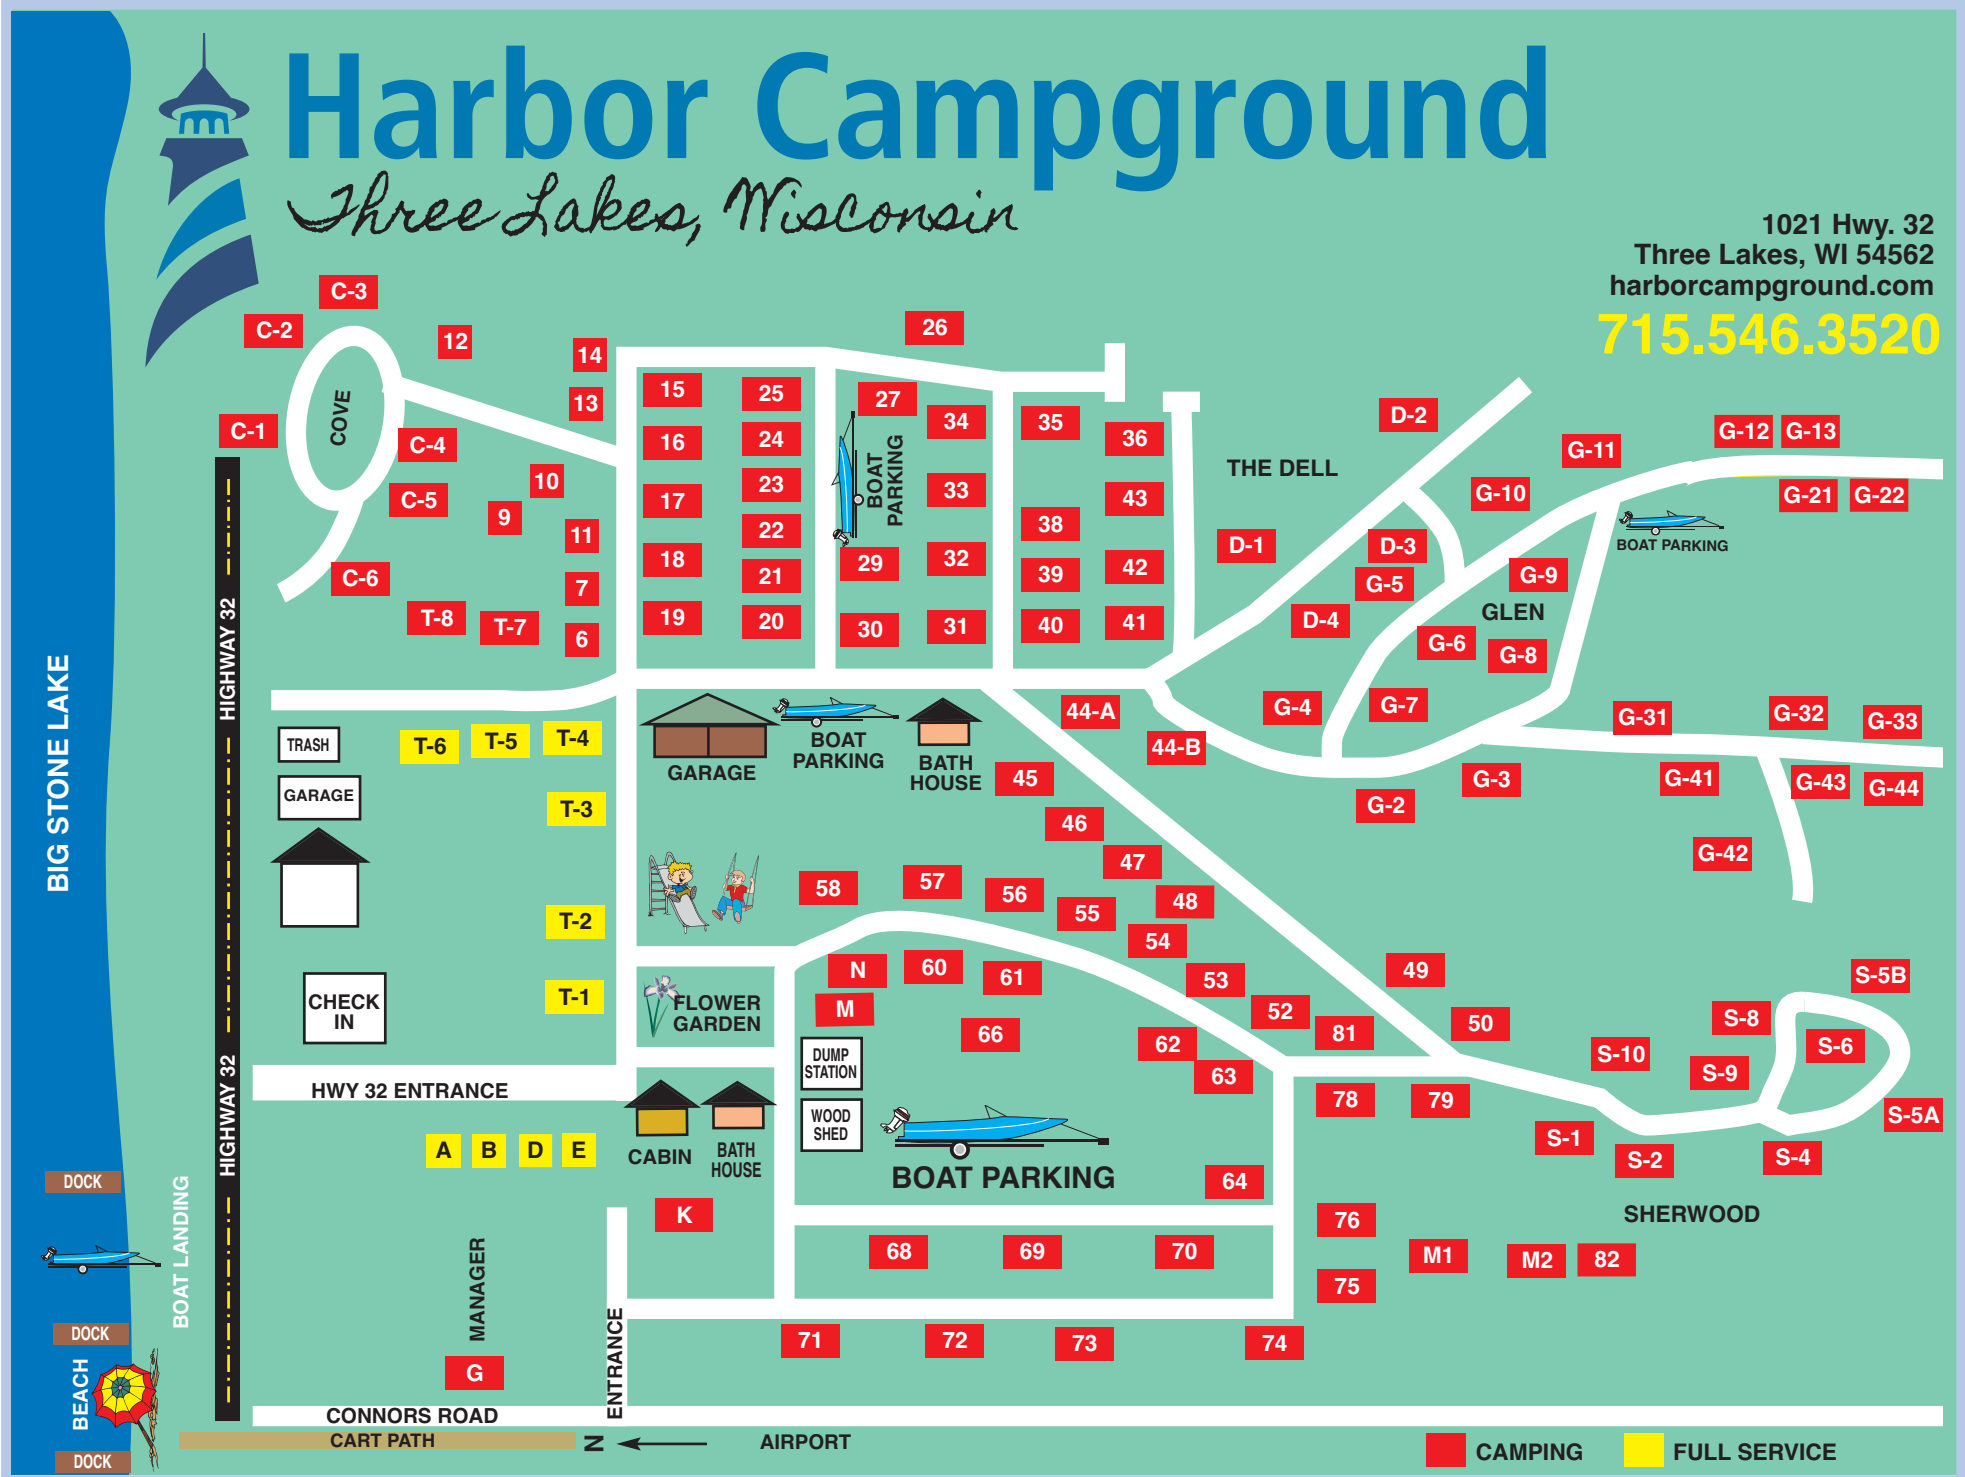 Harbor Campground
Three Lakes, Wisconsin
1021 Hwy. 32
Three Lakes, WI 54562
harborcampground.com
715.546.3520
C-3
C-2
12
14
26
C-1
COVE
C-4
C-5
C-6
13
10
9
11
7
6
T-8
T-7
15
16
17
18
19
25
24
23
22
21
20
27
BOAT
PARKING
29
30
34
33
32
31
35
38
39
40
36
43
42
41
THE DELL
D-2
D-1
D-3
D-4
G-5
G-10
G-11
G-12
G-13
G-21
G-22
BOAT PARKING
G-9
GLEN
G-6
G-8
G-7
G-4
G-31
G-32
G-33
G-3
G-2
G-41
G-43
G-44
G-42
BIG STONE LAKE
HIGHWAY 32
TRASH
GARAGE
T-6
T-5
T-4
T-3
T-2
T-1
GARAGE
BOAT
PARKING
BATH
HOUSE
44-A
44-B
45
46
47
48
58
57
56
55
54
53
52
81
49
50
CHECK
IN
FLOWER
GARDEN
N
M
60
61
66
62
63
DUMP
STATION
WOOD
SHED
BOAT PARKING
64
78
79
S-10
S-8
S-9
S-6
S-5B
S-5A
S-1
S-2
S-4
SHERWOOD
HIGHWAY 32
HWY 32 ENTRANCE
A
B
D
E
CABIN
BATH
HOUSE
K
68
69
70
76
75
M1
M2
82
71
72
73
74
DOCK
BOAT LANDING
DOCK
BEACH
DOCK
MANAGER
G
ENTRANCE
CONNORS ROAD
CART PATH
N
AIRPORT
CAMPING
FULL SERVICE